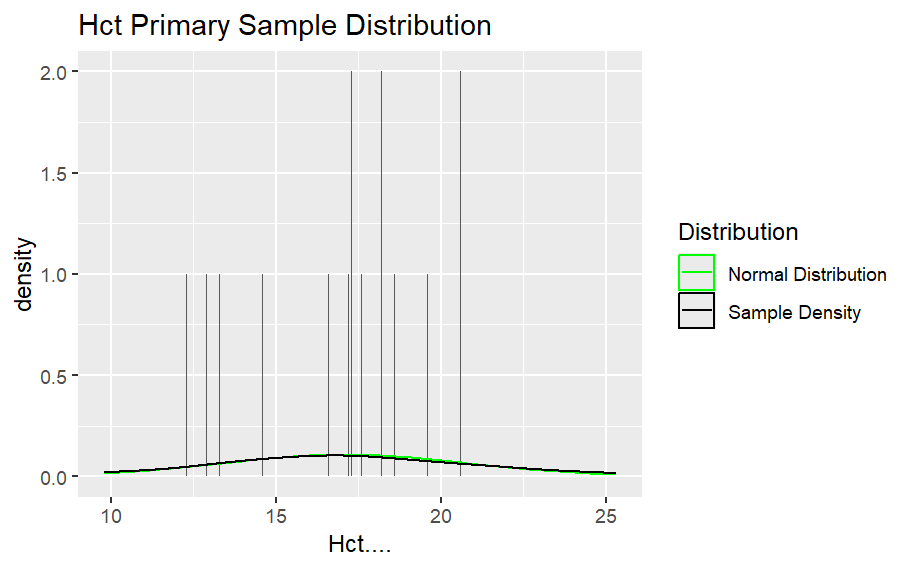 Hct Primary Sample Distribution
2.0
1.5
1.0
0.5
0.0
density
10 15 20 25
Hct....
Distribution
Normal Distribution
Sample Density